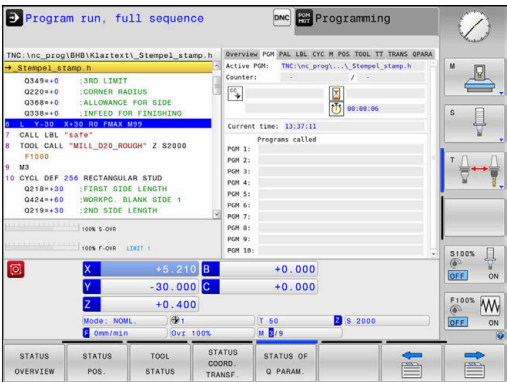 Program run, full sequence
DNC
PGM
MGT
Programming
TNC:\nc_prog\BHB\Klartext\_Stempel_stamp.h
→_Stempel_stamp.h
Q349=+0 ;3RD LIMIT
Q220=+0 ;CORNER RADIUS
Q368=+0 ;ALLOWANCE FOR SIDE
Q338=+0 ;INFEED FOR FINISHING
6 L Y-30 X+30 R0 FMAX M99
7 CALL LBL "safe"
8 TOOL CALL "MILL_D20_ROUGH" Z S2000
F1000
9 M3
10 CYCL DEF 256 RECTANGULAR STUD
Q218=+30 ;FIRST SIDE LENGTH
Q424=+60 ;WORKPC. BLANK SIDE 1
Q219=+30 ;2ND SIDE LENGTH
100% S-OVR
100% F-OVR LIMIT 1
Overview PGM PAL LBL CYC M POS TOOL TT TRANS QPARA
Active PGM: TNC:\nc_prog\...\_Stempel_stamp.h
Counter: - / -
CC
00:00:06
Current time: 13:37:11
Programs called
PGM 1:
PGM 2:
PGM 3:
PGM 4:
PGM 5:
PGM 6:
PGM 7:
PGM 8:
PGM 9:
PGM 10:
X +5.210 B +0.000
Y -30.000 C +0.000
Z +0.400
Mode: NOML. 1 T 50 Z S 2000
F 0mm/min Ovr 100% M 3/9
M
S
T
S100%
OFF ON
F100%
OFF ON
STATUS OVERVIEW
STATUS POS.
TOOL STATUS
STATUS COORD. TRANSF.
STATUS OF Q PARAM.